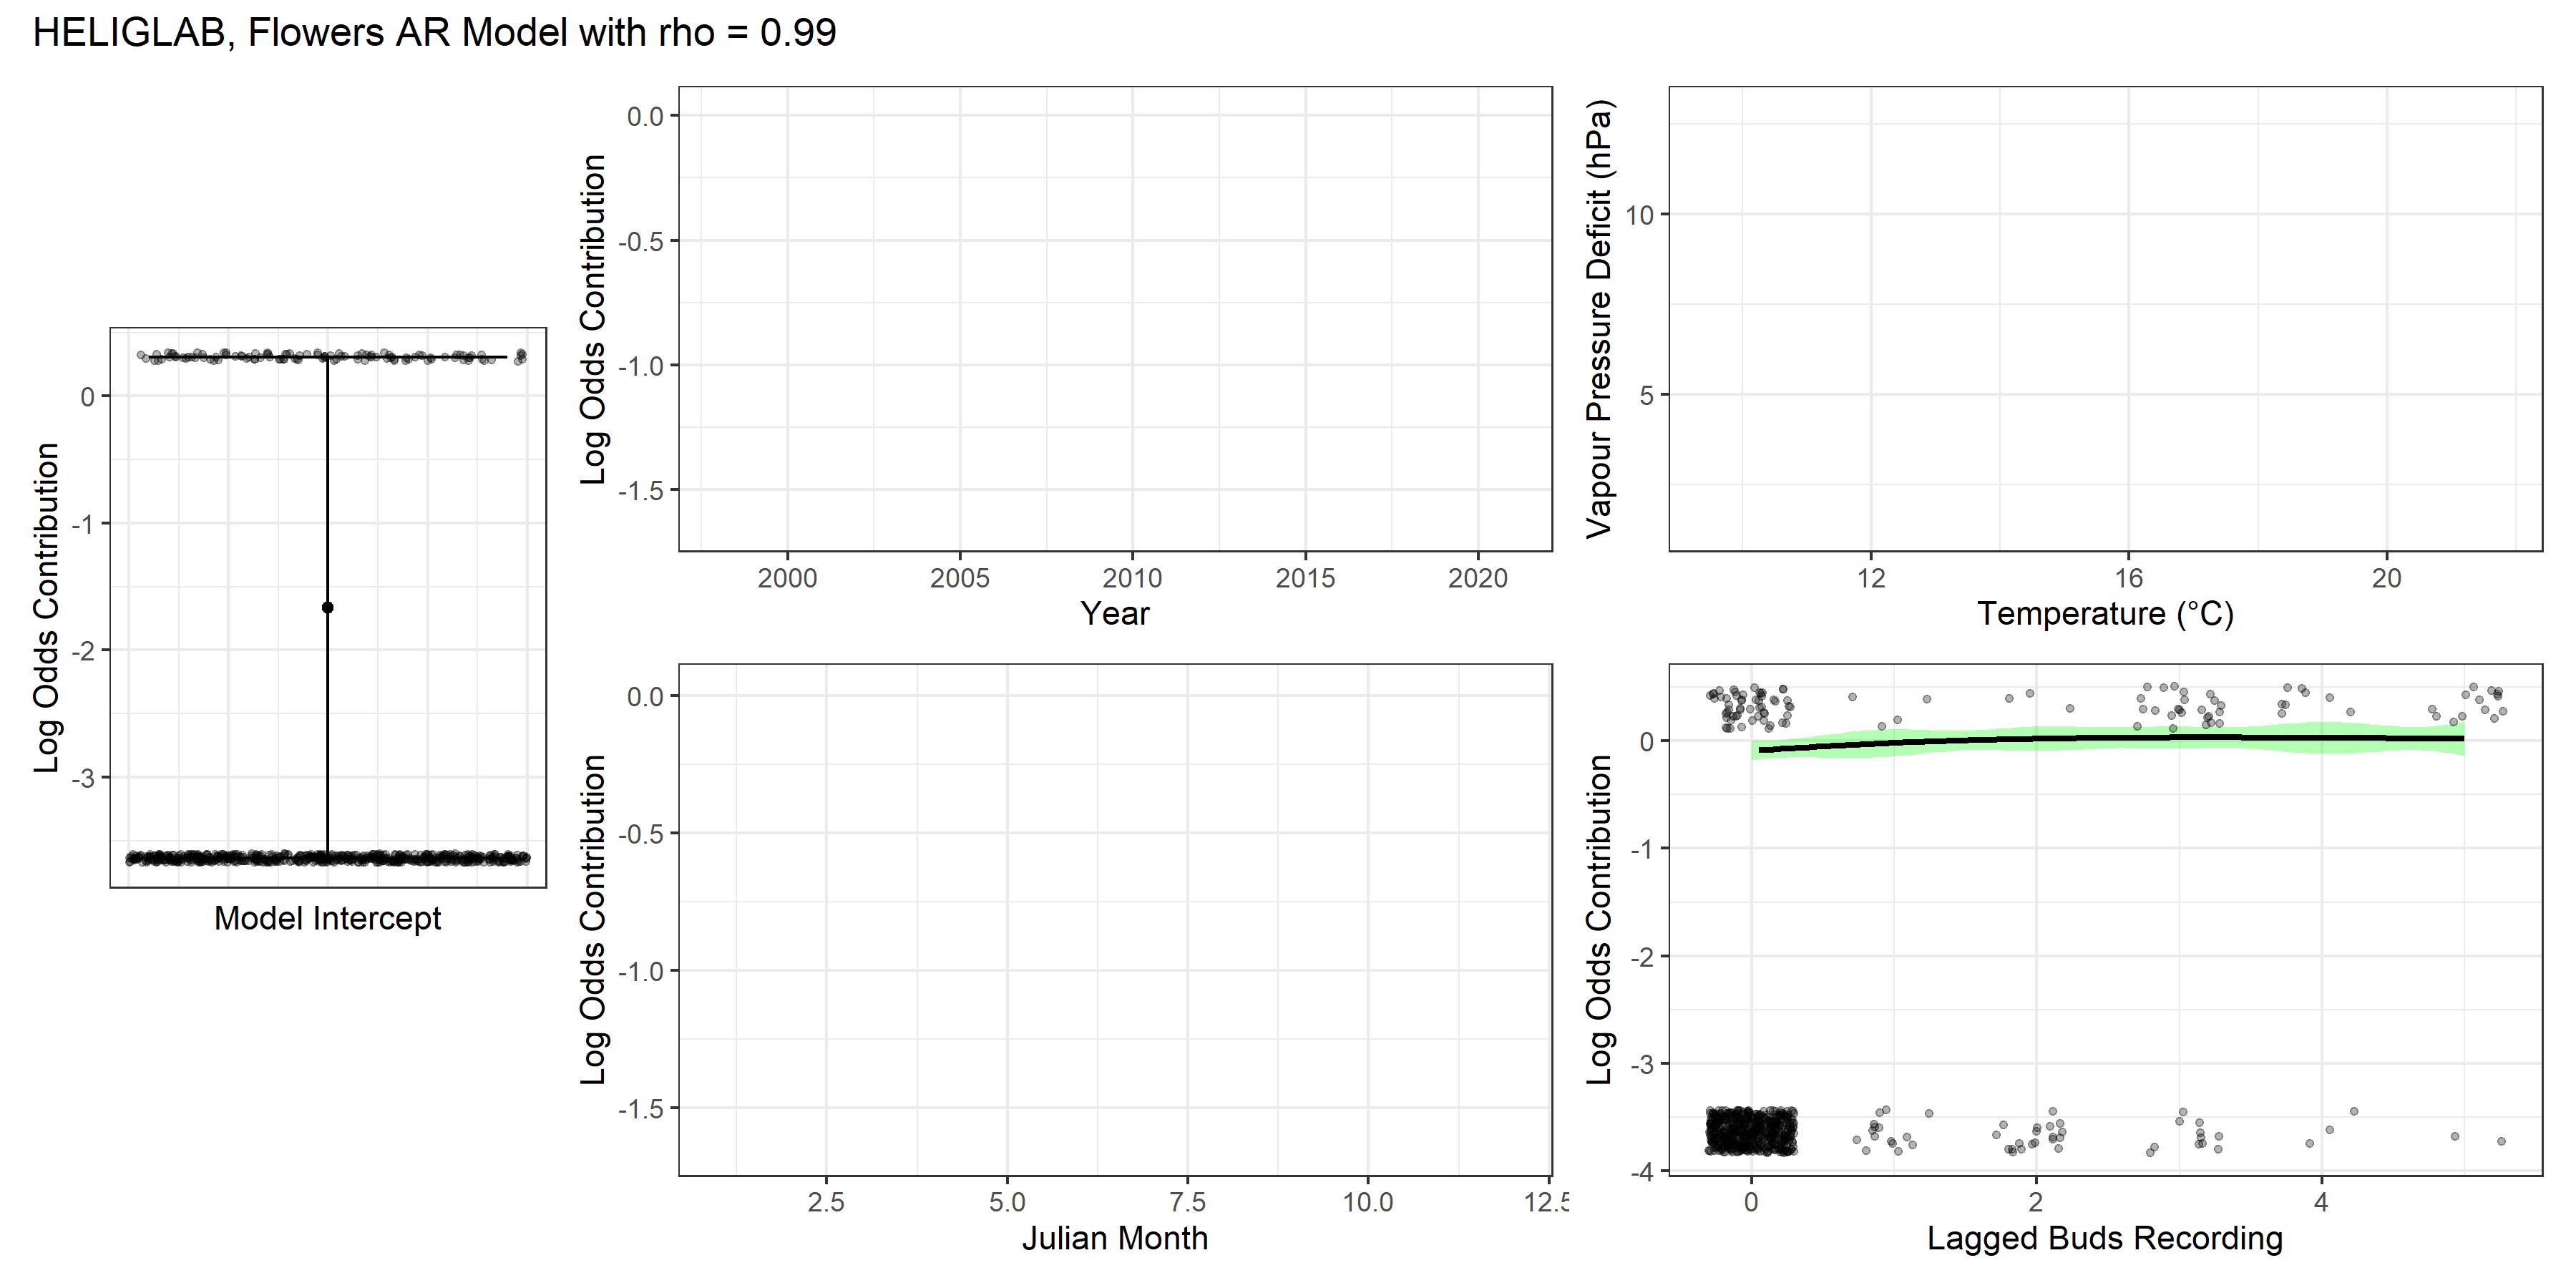 HELIGLAB, Flowers AR Model with rho = 0.99
Log Odds Contribution
0
-1
-2
-3
Model Intercept
Log Odds Contribution
0.0
-0.5
-1.0
-1.5
2000 2005 2010 2015 2020
Year
Vapour Pressure Deficit (hPa)
10
5
12 16 20
Temperature (°C)
Log Odds Contribution
0.0
-0.5
-1.0
-1.5
2.5 5.0 7.5 10.0 12.5
Julian Month
Log Odds Contribution
0
-1
-2
-3
-4
0 2 4
Lagged Buds Recording